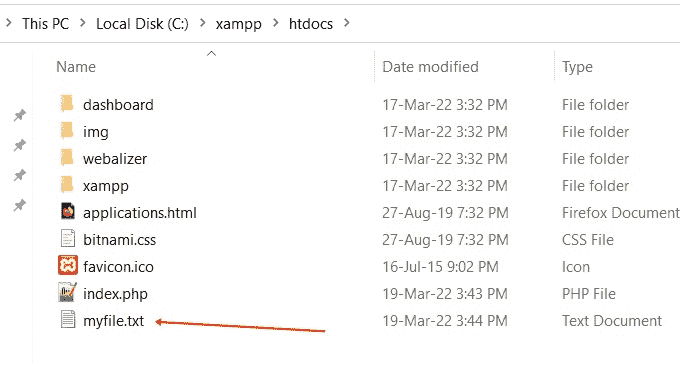 This PC > Local Disk (C:) > xampp > htdocs >
Name Date modified Type
dashboard 17-Mar-22 3:32 PM File folder
img 17-Mar-22 3:32 PM File folder
webalizer 17-Mar-22 3:32 PM File folder
xampp 17-Mar-22 3:32 PM File folder
applications.html 27-Aug-19 7:32 PM Firefox Document
bitnami.css 27-Aug-19 7:32 PM CSS File
favicon.ico 16-Jul-15 9:02 PM Icon
index.php 19-Mar-22 3:43 PM PHP File
myfile.txt 19-Mar-22 3:44 PM Text Document